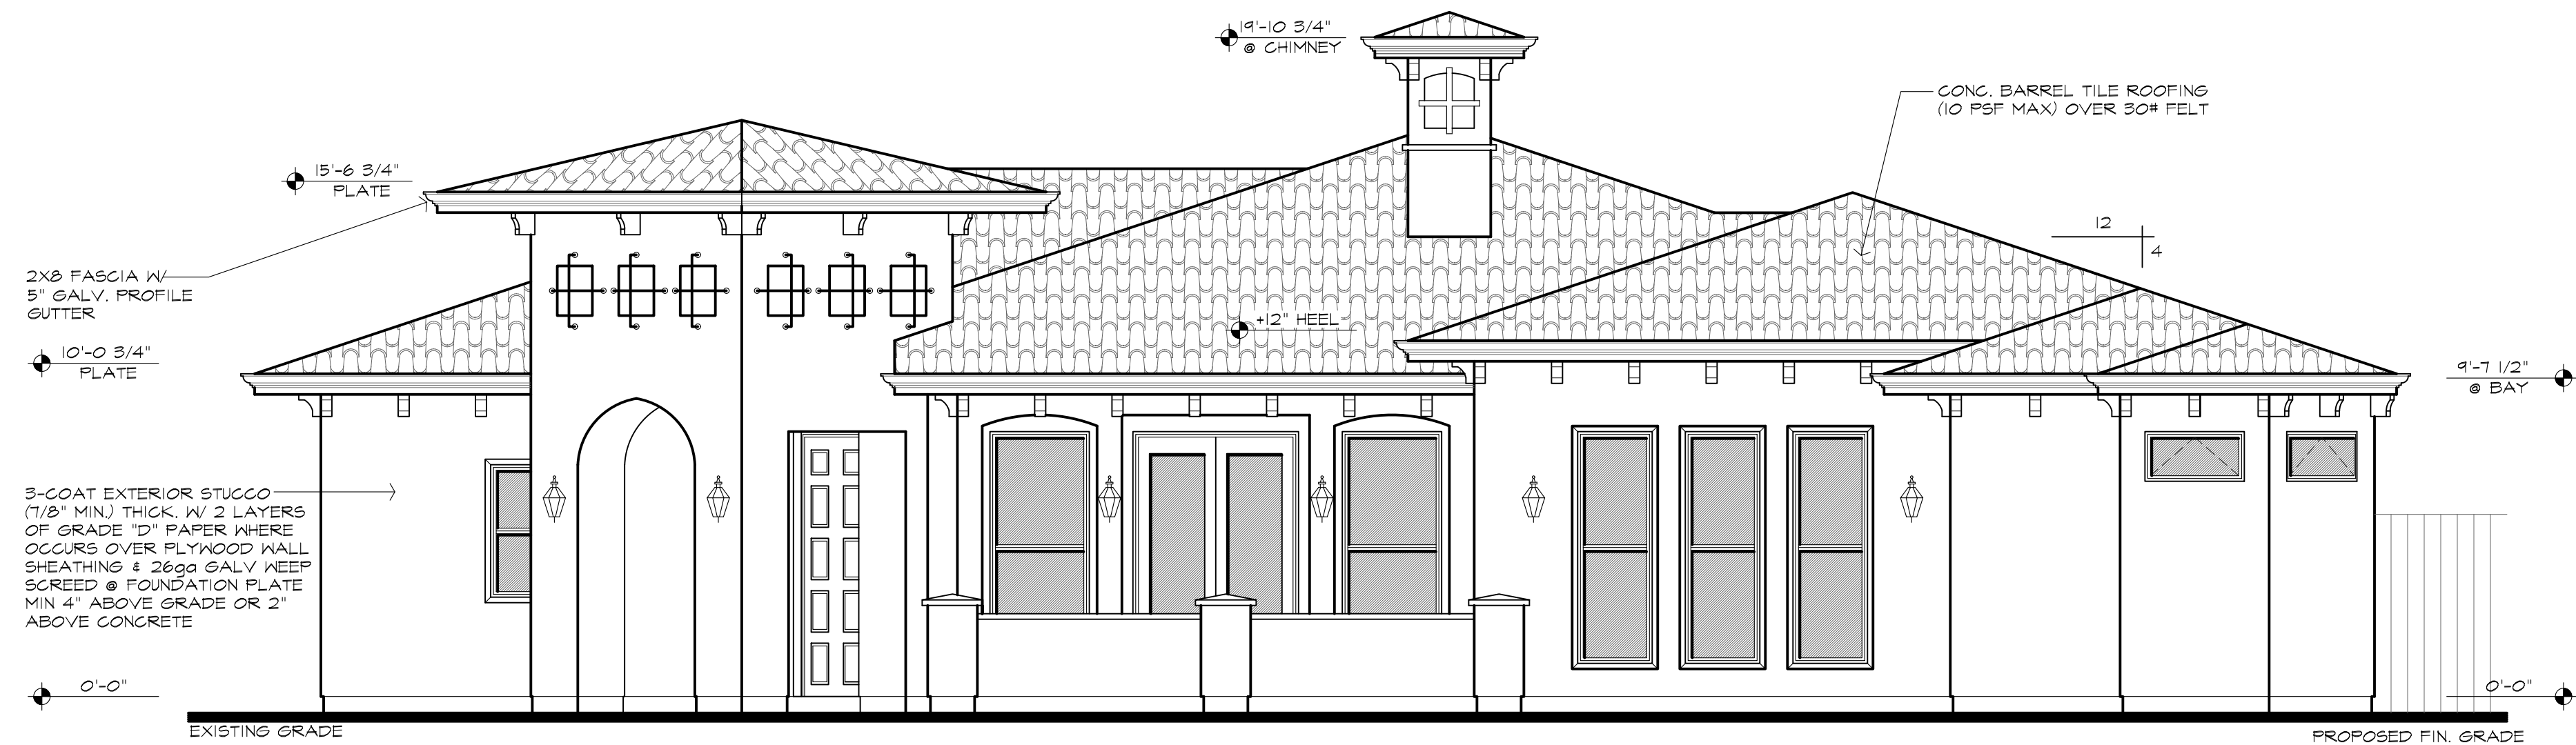 19'-10 3/4"
@ CHIMNEY
CONC. BARREL TILE ROOFING
(10 PSF MAX) OVER 30# FELT
15'-6 3/4"
PLATE
12
4
2X8 FASCIA W/
5" GALV. PROFILE
GUTTER
+12" HEEL
10'-0 3/4"
PLATE
9'-7 1/2"
@ BAY
3-COAT EXTERIOR STUCCO
(7/8" MIN.) THICK. W/ 2 LAYERS
OF GRADE "D" PAPER WHERE
OCCURS OVER PLYWOOD WALL
SHEATHING & 26ga GALV WEEP
SCREED @ FOUNDATION PLATE
MIN 4" ABOVE GRADE OR 2"
ABOVE CONCRETE
0'-0"
0'-0"
EXISTING GRADE
PROPOSED FIN. GRADE